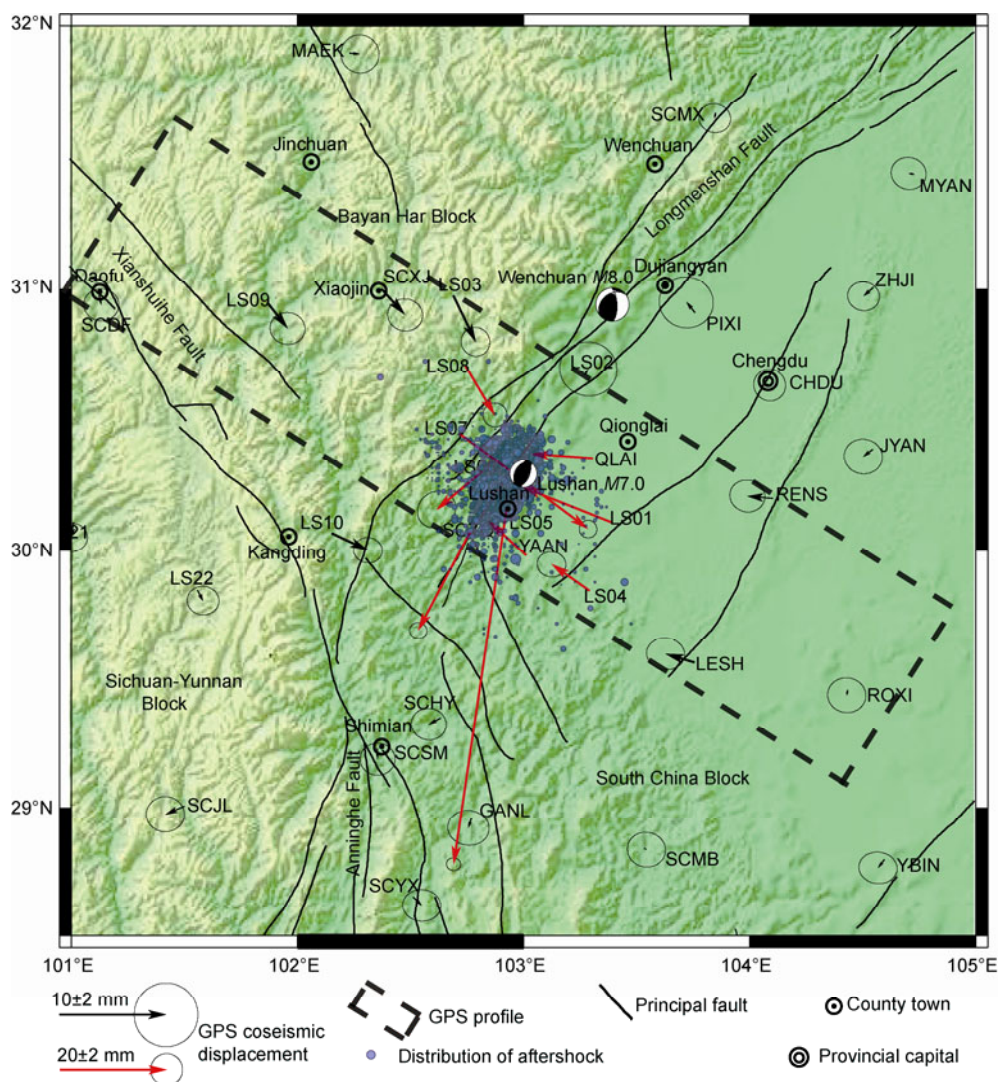 32°N
MAEK
SCMX
Jinchuan
Wenchuan
Longmenshan Fault
MYAN
Bayan Har Block
Xianshuihe Fault
Daofu
SCXJ
LS03
Wenchuan M8.0
Dujiangyan
ZHJI
31°N
Xiaojin
LS09
SCDF
PIXI
LS08
LS02
Chengdu
CHDU
LS07
Qionglai
JYAN
QLAI
Lushan M7.0
RENS
Lushan
LS10
LS05
LS01
21
30°N
Kangding
YAAN
LS22
LS04
LESH
Sichuan-Yunnan
Block
ROXI
SCHY
Shimian
SCSM
South China Block
Anninghe Fault
29°N
SCJL
GANL
SCMB
YBIN
SCYX
101°E
102°E
103°E
104°E
105°E
10±2 mm
GPS coseismic
displacement
20±2 mm
GPS profile
Distribution of aftershock
Principal fault
County town
Provincial capital